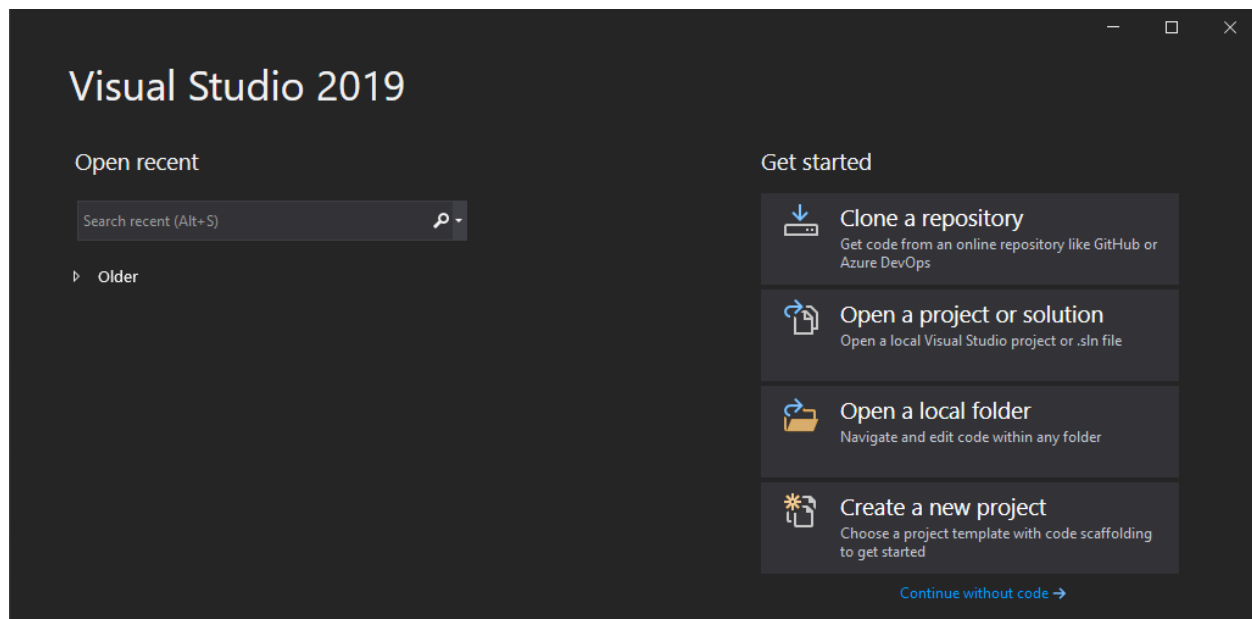 Visual Studio 2019
Open recent
Search recent (Alt+S)
Older
Get started
Clone a repository
Get code from an online repository like GitHub or
Azure DevOps
Open a project or solution
Open a local Visual Studio project or .sln file
Open a local folder
Navigate and edit code within any folder
Create a new project
Choose a project template with code scaffolding
to get started
Continue without code →